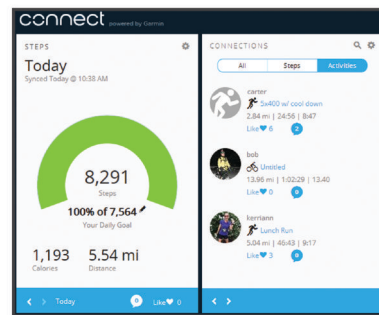 connect powered by Garmin
STEPS
Today
Synced Today @ 10:38 AM
8,291
Steps
100% of 7,564
Your Daily Goal
1,193
Calories
5.54 mi
Distance
< > Today 0 Like 0
CONNECTIONS
All Steps Activities
carter
5x400 w/ cool down
2.84 mi | 24:56 | 8:47
Like 6 2
bob
Untitled
13.96 mi | 1:02:29 | 13.40
Like 0 0
kerriann
Lunch Run
5.04 mi | 46:43 | 9:17
Like 3 0
< >